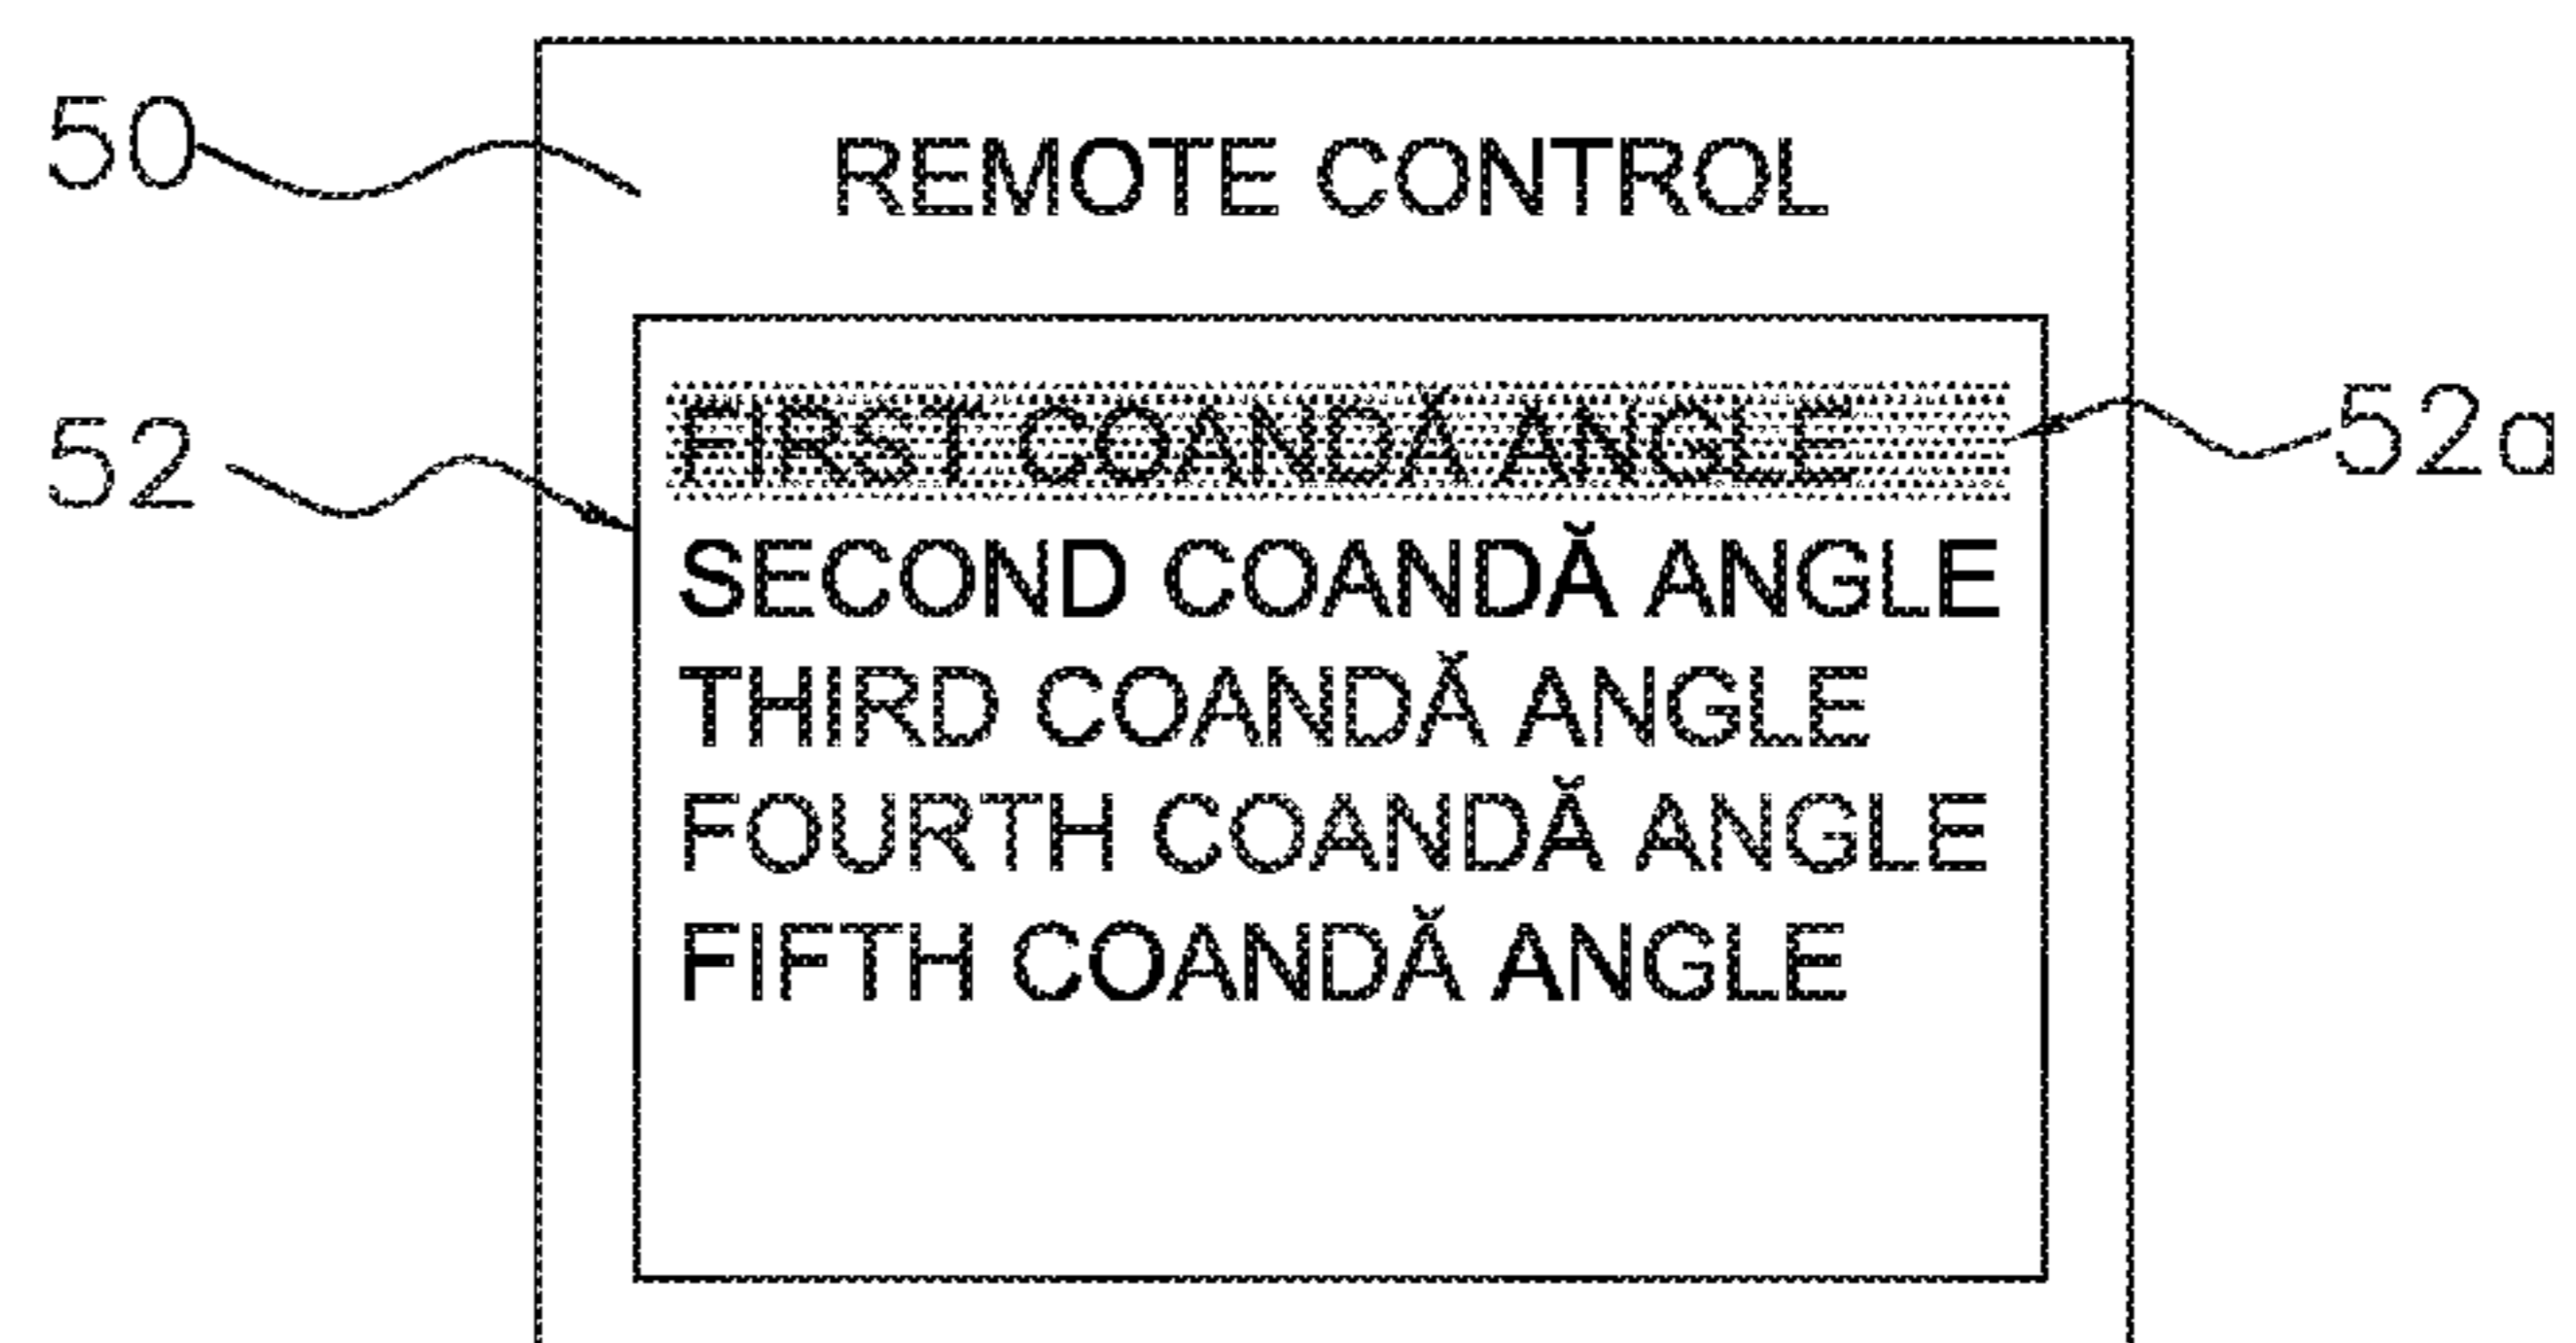 50
REMOTE CONTROL
52
FIRST COANDĂ ANGLE
52a
SECOND COANDĂ ANGLE
THIRD COANDĂ ANGLE
FOURTH COANDĂ ANGLE
FIFTH COANDĂ ANGLE